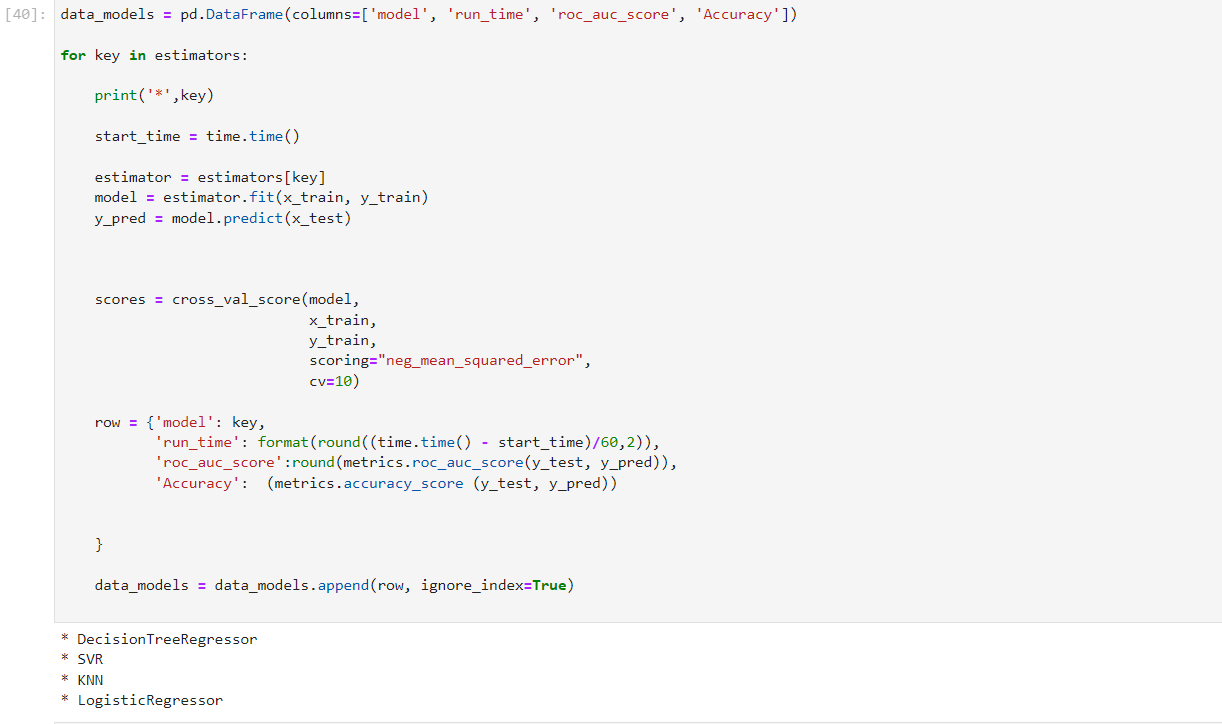 [40]: data_models = pd.DataFrame(columns=['model', 'run_time', 'roc_auc_score', 'Accuracy'])
for key in estimators:
print('*',key)
start_time = time.time()
estimator = estimators[key]
model = estimator.fit(x_train, y_train)
y_pred = model.predict(x_test)
scores = cross_val_score(model,
x_train,
y_train,
scoring="neg_mean_squared_error",
cv=10)
row = {'model': key,
'run_time': format(round((time.time() - start_time)/60,2)),
'roc_auc_score':round(metrics.roc_auc_score(y_test, y_pred)),
'Accuracy':  (metrics.accuracy_score (y_test, y_pred))
}
data_models = data_models.append(row, ignore_index=True)
* DecisionTreeRegressor
* SVR
* KNN
* LogisticRegressor